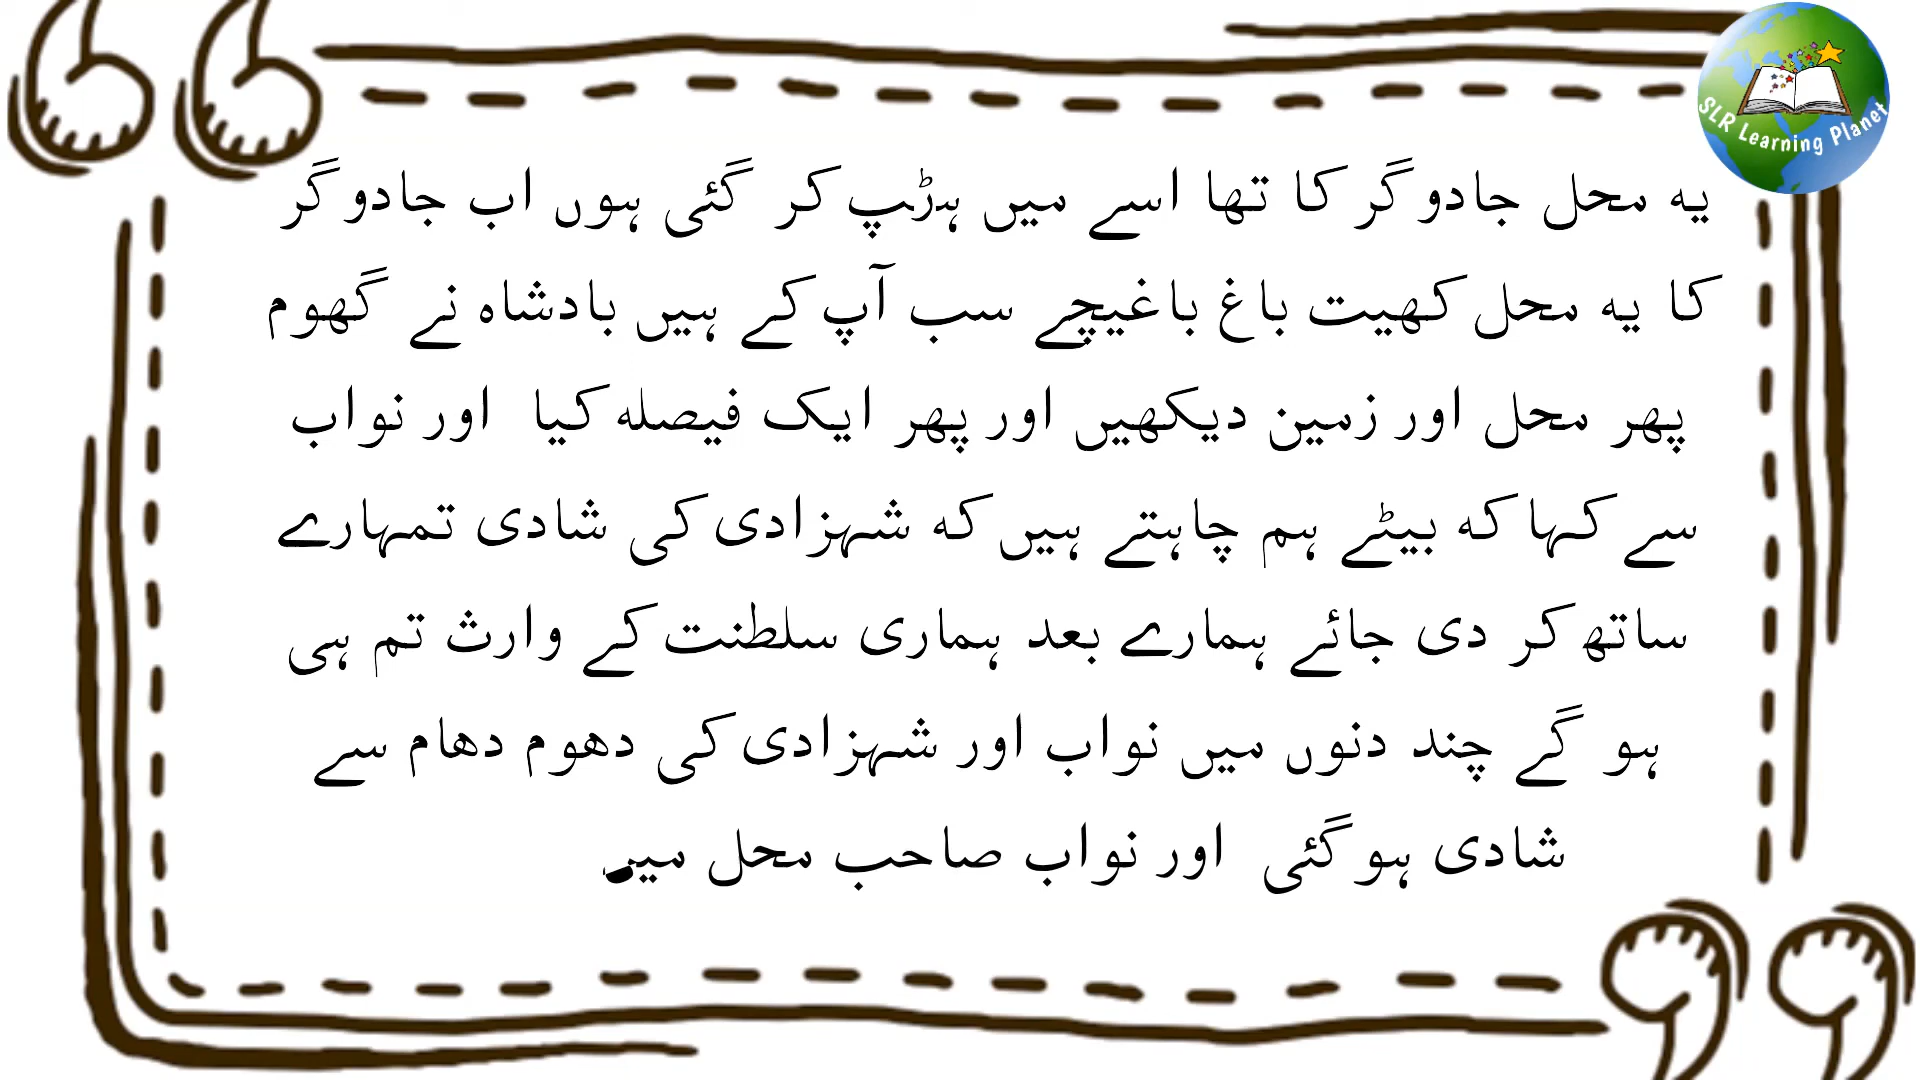 SLR Learning Planet
یہ محل جادوگر کا تھا اسے میں ہڑپ کر گئی ہوں اب جادوگر
کا یہ محل کھیت باغ باغیچے سب آپ کے ہیں بادشاہ نے گھوم
پھر محل اور زمین دیکھیں اور پھر ایک فیصلہ کیا اور نواب
سے کہا کہ بیٹے ہم چاہتے ہیں کہ شہزادی کی شادی تمہارے
ساتھ کر دی جائے ہمارے بعد ہماری سلطنت کے وارث تم ہی
ہو گے چند دنوں میں نواب اور شہزادی کی دھوم دھام سے
شادی ہو گئی اور نواب صاحب محل میں